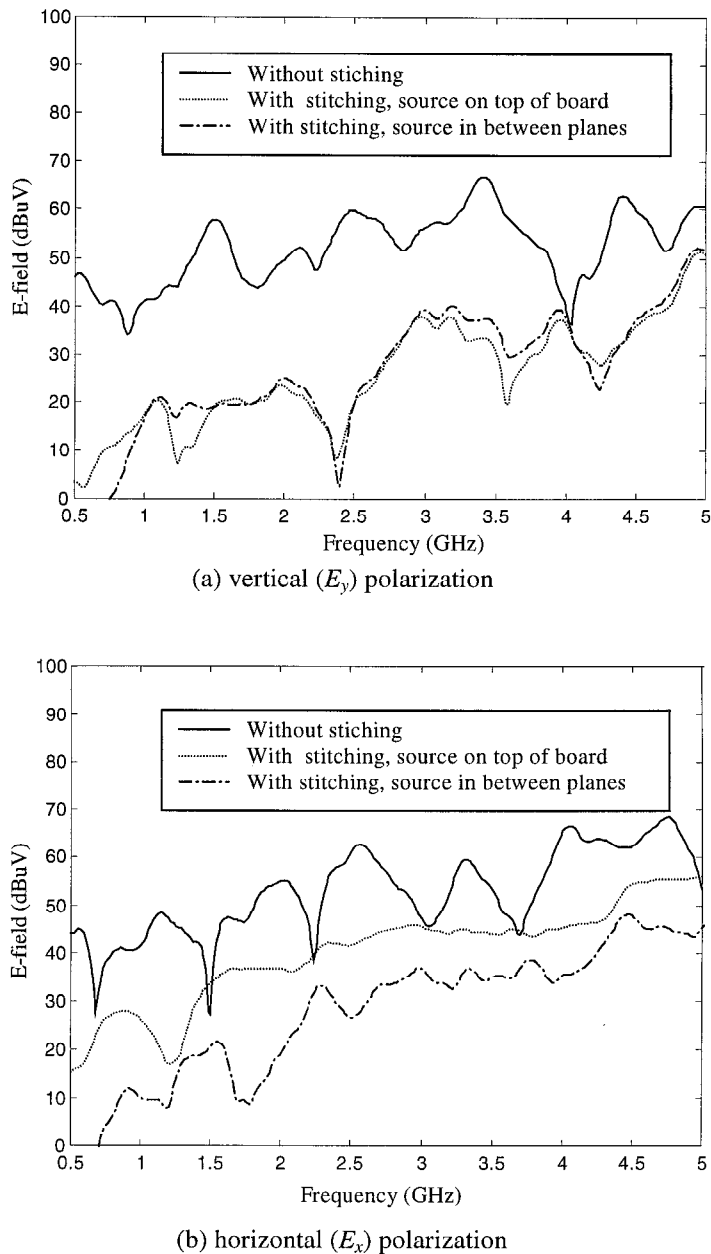 100
90
80
70
60
50
40
30
20
10
0
E-field (dBuV)
Without stiching
With stitching, source on top of board
With stitching, source in between planes
0.5 1 1.5 2 2.5 3 3.5 4 4.5 5
Frequency (GHz)
(a) vertical (Ey) polarization
100
90
80
70
60
50
40
30
20
10
0
E-field (dBuV)
Without stiching
With stitching, source on top of board
With stitching, source in between planes
0.5 1 1.5 2 2.5 3 3.5 4 4.5 5
Frequency (GHz)
(b) horizontal (Ex) polarization